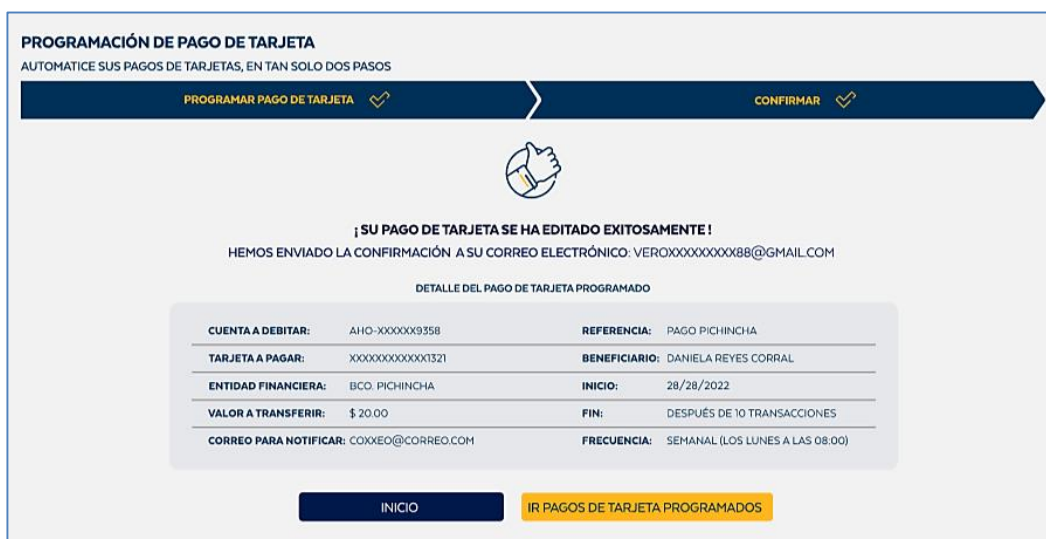 PROGRAMACIÓN DE PAGO DE TARJETA
AUTOMATICE SUS PAGOS DE TARJETAS, EN TAN SOLO DOS PASOS
PROGRAMAR PAGO DE TARJETA
CONFIRMAR
¡ SU PAGO DE TARJETA SE HA EDITADO EXITOSAMENTE !
HEMOS ENVIADO LA CONFIRMACIÓN A SU CORREO ELECTRÓNICO: VEROXXXXXXXXX88@GMAIL.COM
DETALLE DEL PAGO DE TARJETA PROGRAMADO
CUENTA A DEBITAR: AHO-XXXXXX9358 REFERENCIA: PAGO PICHINCHA
TARJETA A PAGAR: XXXXXXXXXXXX1321 BENEFICIARIO: DANIELA REYES CORRAL
ENTIDAD FINANCIERA: BCO. PICHINCHA INICIO: 28/28/2022
VALOR A TRANSFERIR: $ 20.00 FIN: DESPUÉS DE 10 TRANSACCIONES
CORREO PARA NOTIFICAR: COXXEO@CORREO.COM FRECUENCIA: SEMANAL (LOS LUNES A LAS 08:00)
INICIO
IR PAGOS DE TARJETA PROGRAMADOS